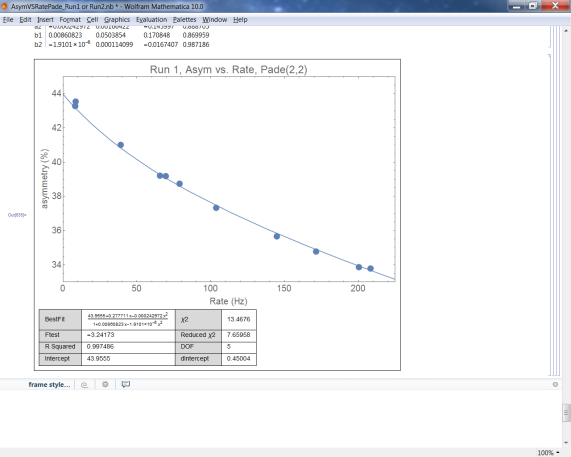 AsymVSRatePade_Run1 or Run2.nb * - Wolfram Mathematica 10.0
File Edit Insert Format Cell Graphics Evaluation Palettes Window Help
b1 0.00860823 0.0503854 0.170848 0.869959
b2 -1.9101×10^-6 0.000114099 -0.0167407 0.987186
Run 1, Asym vs. Rate, Pade(2,2)
asymmetry (%)
44
42
40
38
36
34
0 50 100 150 200
Rate (Hz)
BestFit χ2 13.4676
Ftest -3.24173 Reduced χ2 7.65958
R Squared 0.997486 DOF 5
Intercept 43.9555 dIntercept 0.45004
frame style...
100%